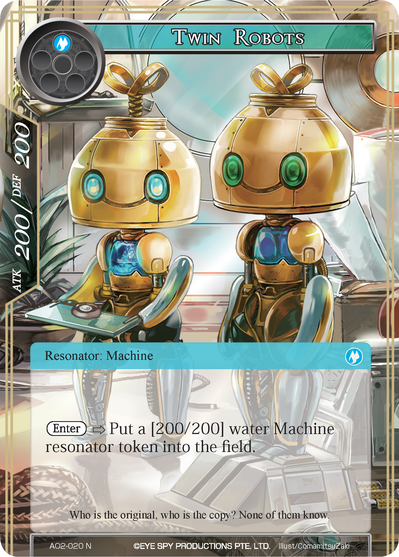 Twin Robots
ATK 200 / DEF 200
Resonator: Machine
Enter ⇨ Put a [200/200] water Machine
resonator token into the field.
Who is the original, who is the copy? None of them know.
A02-020 N ©EYE SPY PRODUCTIONS PTE. LTD. Illust/ComamitsuZaki